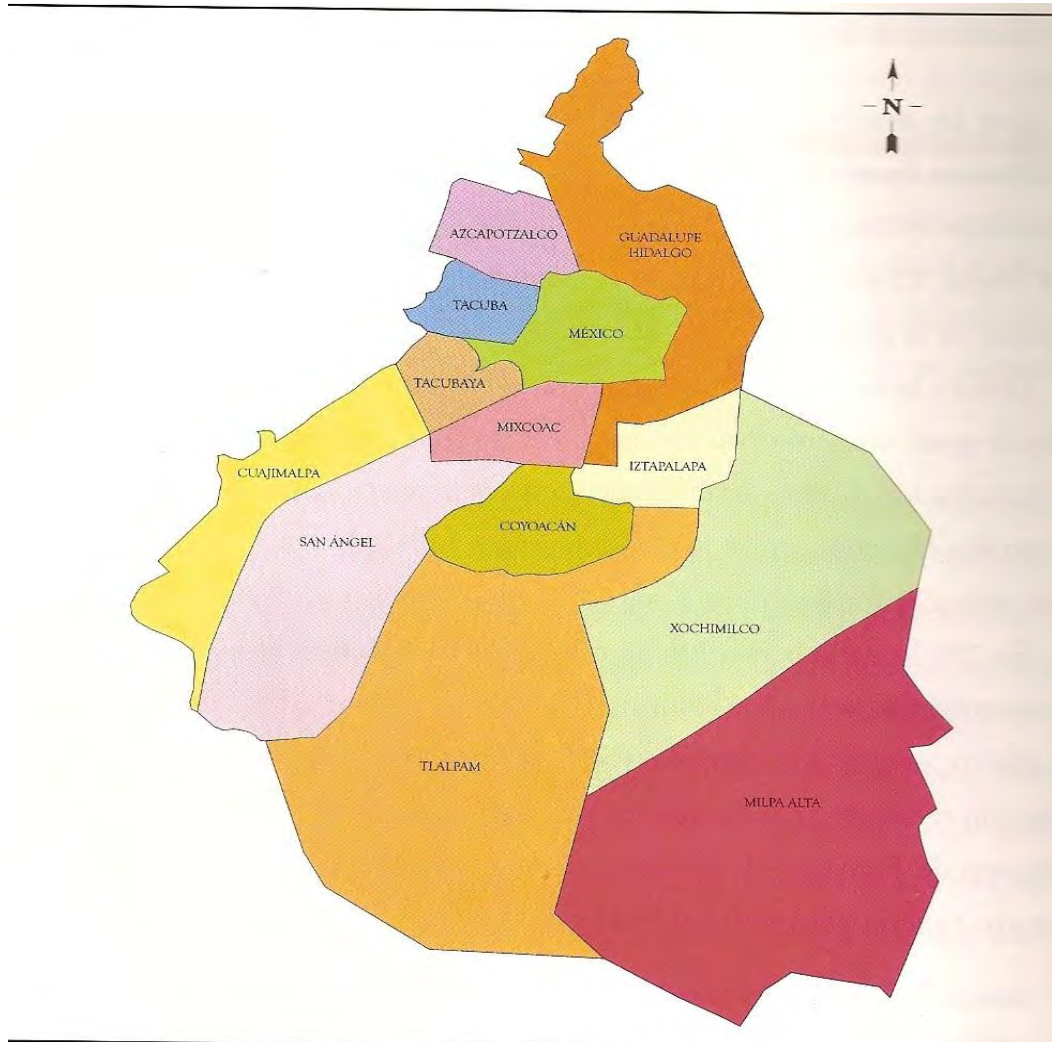 N
AZCAPOTZALCO
GUADALUPE
HIDALGO
TACUBA
MÉXICO
TACUBAYA
MIXCOAC
CUAJIMALPA
IZTAPALAPA
SAN ÁNGEL
COYOACÁN
XOCHIMILCO
TLALPAM
MILPA ALTA